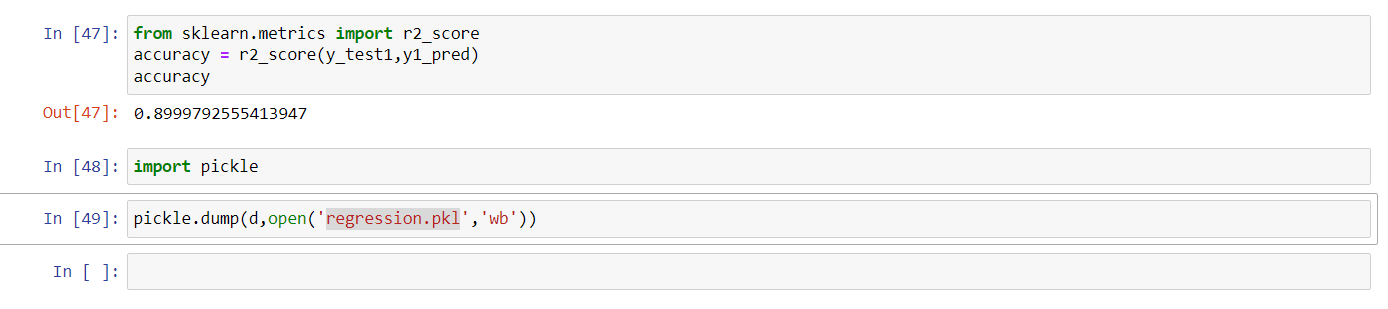 In [47]: from sklearn.metrics import r2_score
accuracy = r2_score(y_test1,y1_pred)
accuracy
Out[47]: 0.8999792555413947
In [48]: import pickle
In [49]: pickle.dump(d,open('regression.pkl','wb'))
In [ ]: